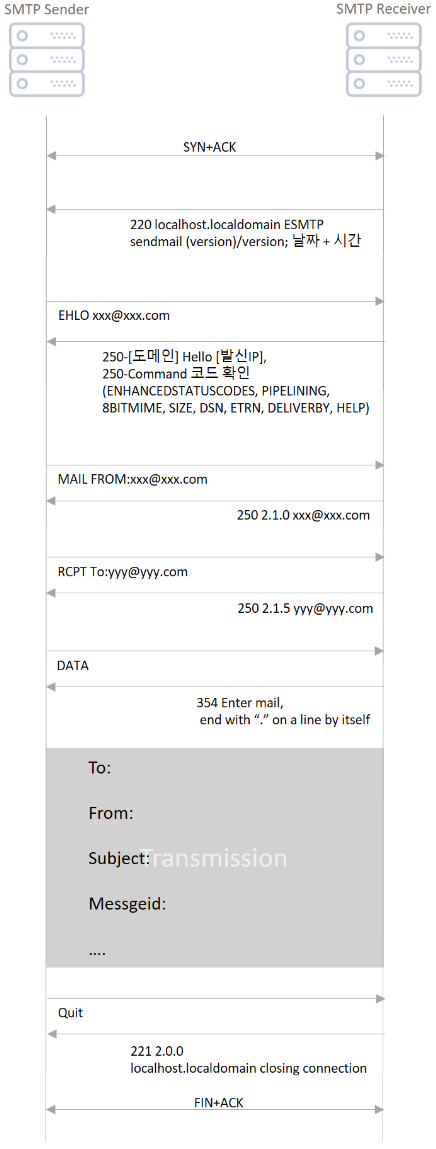 SMTP Sender
SMTP Receiver
SYN+ACK
220 localhost.localdomain ESMTP
sendmail (version)/version; 날짜 + 시간
EHLO xxx@xxx.com
250-[도메인] Hello [발신IP],
250-Command 코드 확인
(ENHANCEDSTATUSCODES, PIPELINING,
8BITMIME, SIZE, DSN, ETRN, DELIVERBY, HELP)
MAIL FROM:xxx@xxx.com
250 2.1.0 xxx@xxx.com
RCPT To:yyy@yyy.com
250 2.1.5 yyy@yyy.com
DATA
354 Enter mail,
end with “.” on a line by itself
To:
From:
Subject:
Transmission
Messgeid:
....
Quit
221 2.0.0
localhost.localdomain closing connection
FIN+ACK